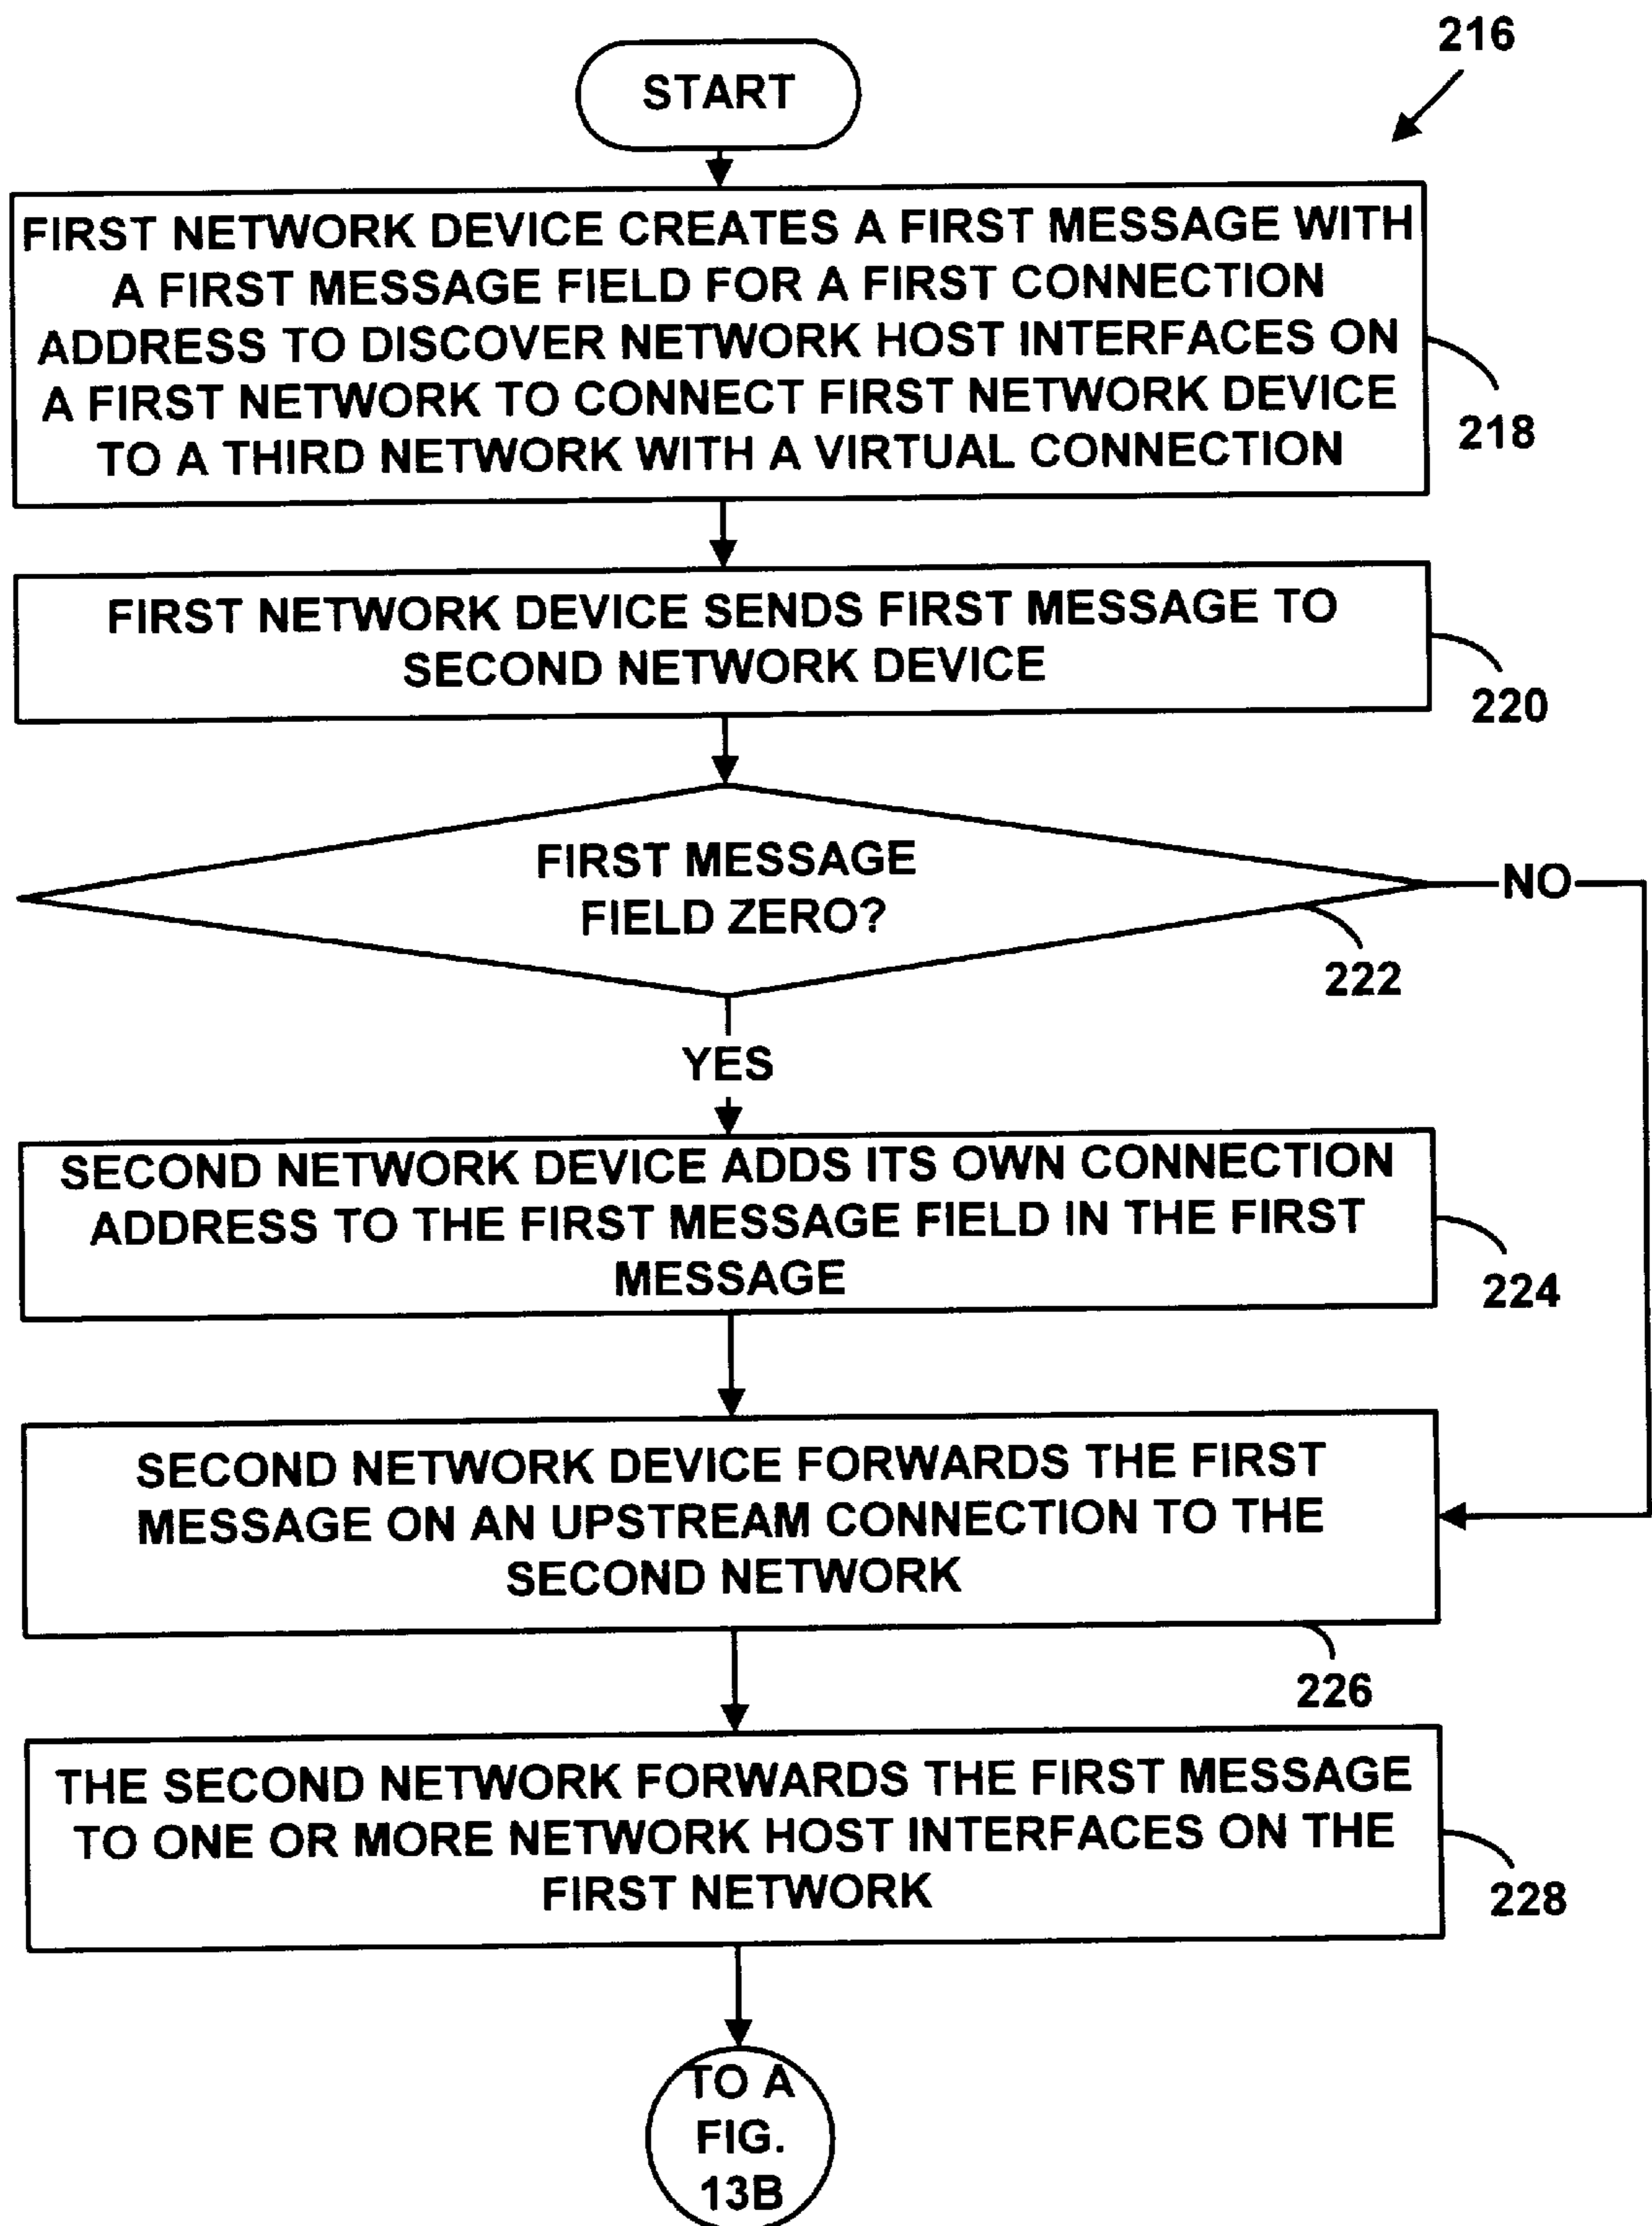 216
START
FIRST NETWORK DEVICE CREATES A FIRST MESSAGE WITH
A FIRST MESSAGE FIELD FOR A FIRST CONNECTION
ADDRESS TO DISCOVER NETWORK HOST INTERFACES ON
A FIRST NETWORK TO CONNECT FIRST NETWORK DEVICE
TO A THIRD NETWORK WITH A VIRTUAL CONNECTION
218
FIRST NETWORK DEVICE SENDS FIRST MESSAGE TO
SECOND NETWORK DEVICE
220
FIRST MESSAGE
FIELD ZERO?
NO
222
YES
SECOND NETWORK DEVICE ADDS ITS OWN CONNECTION
ADDRESS TO THE FIRST MESSAGE FIELD IN THE FIRST
MESSAGE
224
SECOND NETWORK DEVICE FORWARDS THE FIRST
MESSAGE ON AN UPSTREAM CONNECTION TO THE
SECOND NETWORK
226
THE SECOND NETWORK FORWARDS THE FIRST MESSAGE
TO ONE OR MORE NETWORK HOST INTERFACES ON THE
FIRST NETWORK
228
TO A
FIG.
13B